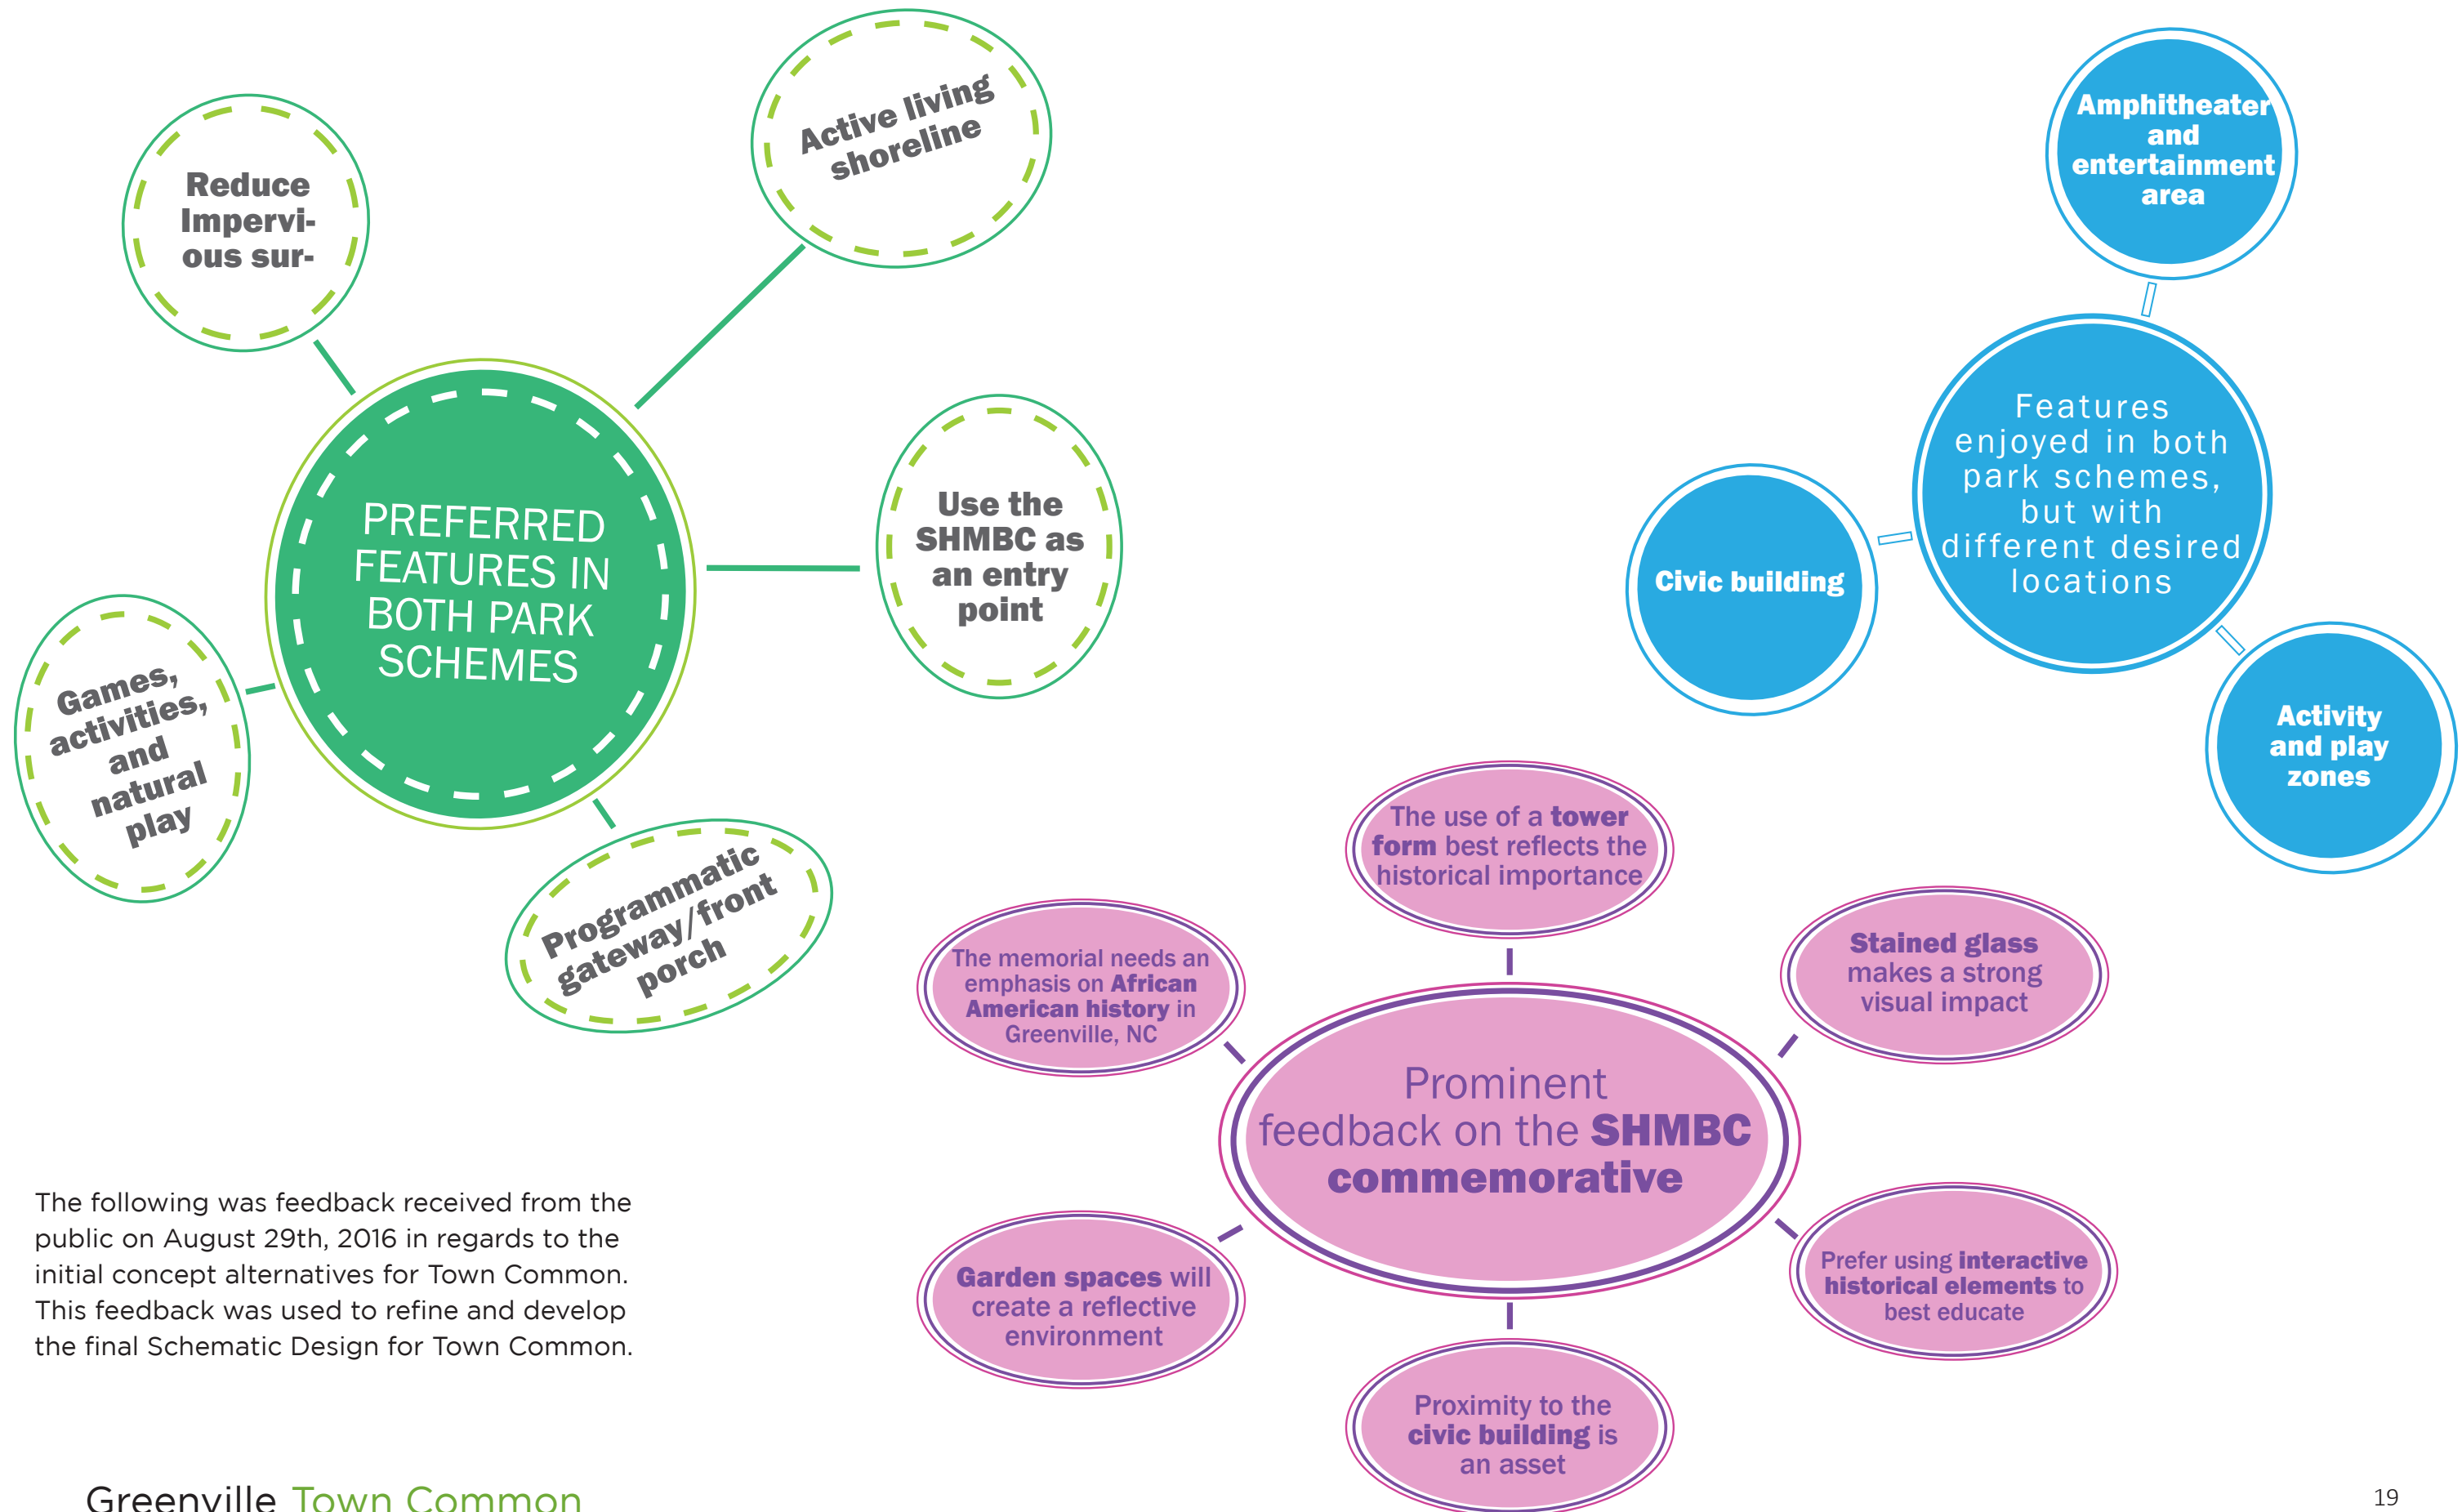 Reduce
Impervi-
ous sur-
Active living
shoreline
PREFERRED
FEATURES IN
BOTH PARK
SCHEMES
Use the
SHMBC as
an entry
point
Games,
activities,
and
natural
play
Programmatic
gateway/front
porch
Amphitheater
and
entertainment
area
Features
enjoyed in both
park schemes,
but with
different desired
locations
Civic building
Activity
and play
zones
The use of a tower
form best reflects the
historical importance
The memorial needs an
emphasis on African
American history in
Greenville, NC
Stained glass
makes a strong
visual impact
Prominent
feedback on the SHMBC
commemorative
Garden spaces will
create a reflective
environment
Prefer using interactive
historical elements to
best educate
Proximity to the
civic building is
an asset
The following was feedback received from the
public on August 29th, 2016 in regards to the
initial concept alternatives for Town Common.
This feedback was used to refine and develop
the final Schematic Design for Town Common.
Greenville Town Common
19